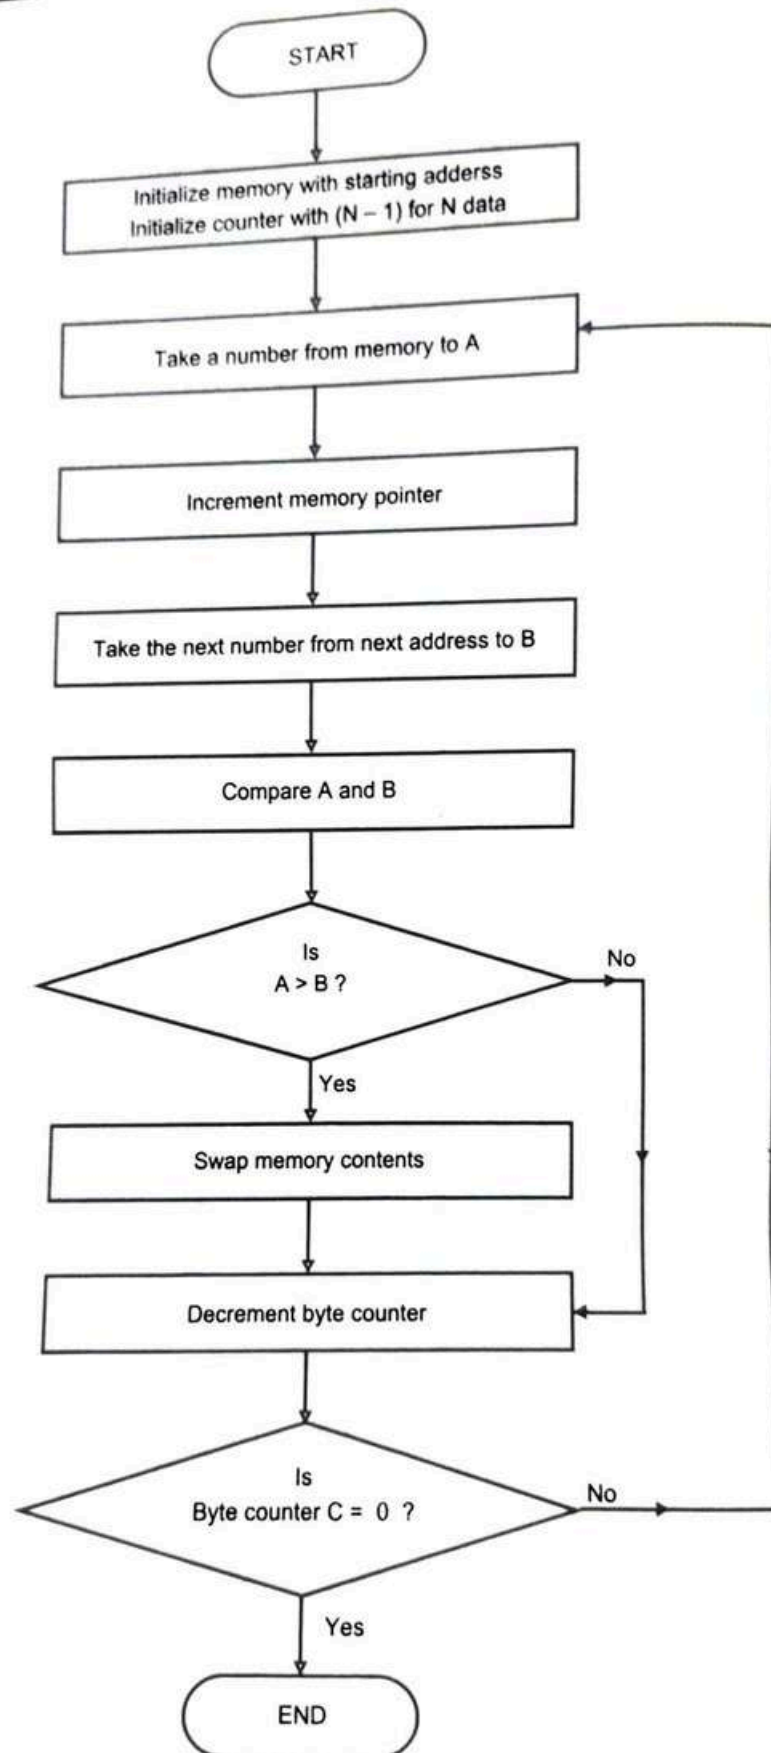 START
Initialize memory with starting aderss
Initialize counter with (N – 1) for N data
Take a number from memory to A
Increment memory pointer
Take the next number from next address to B
Compare A and B
Is
A > B ?
No
Yes
Swap memory contents
Decrement byte counter
Is
Byte counter C = 0 ?
No
Yes
END